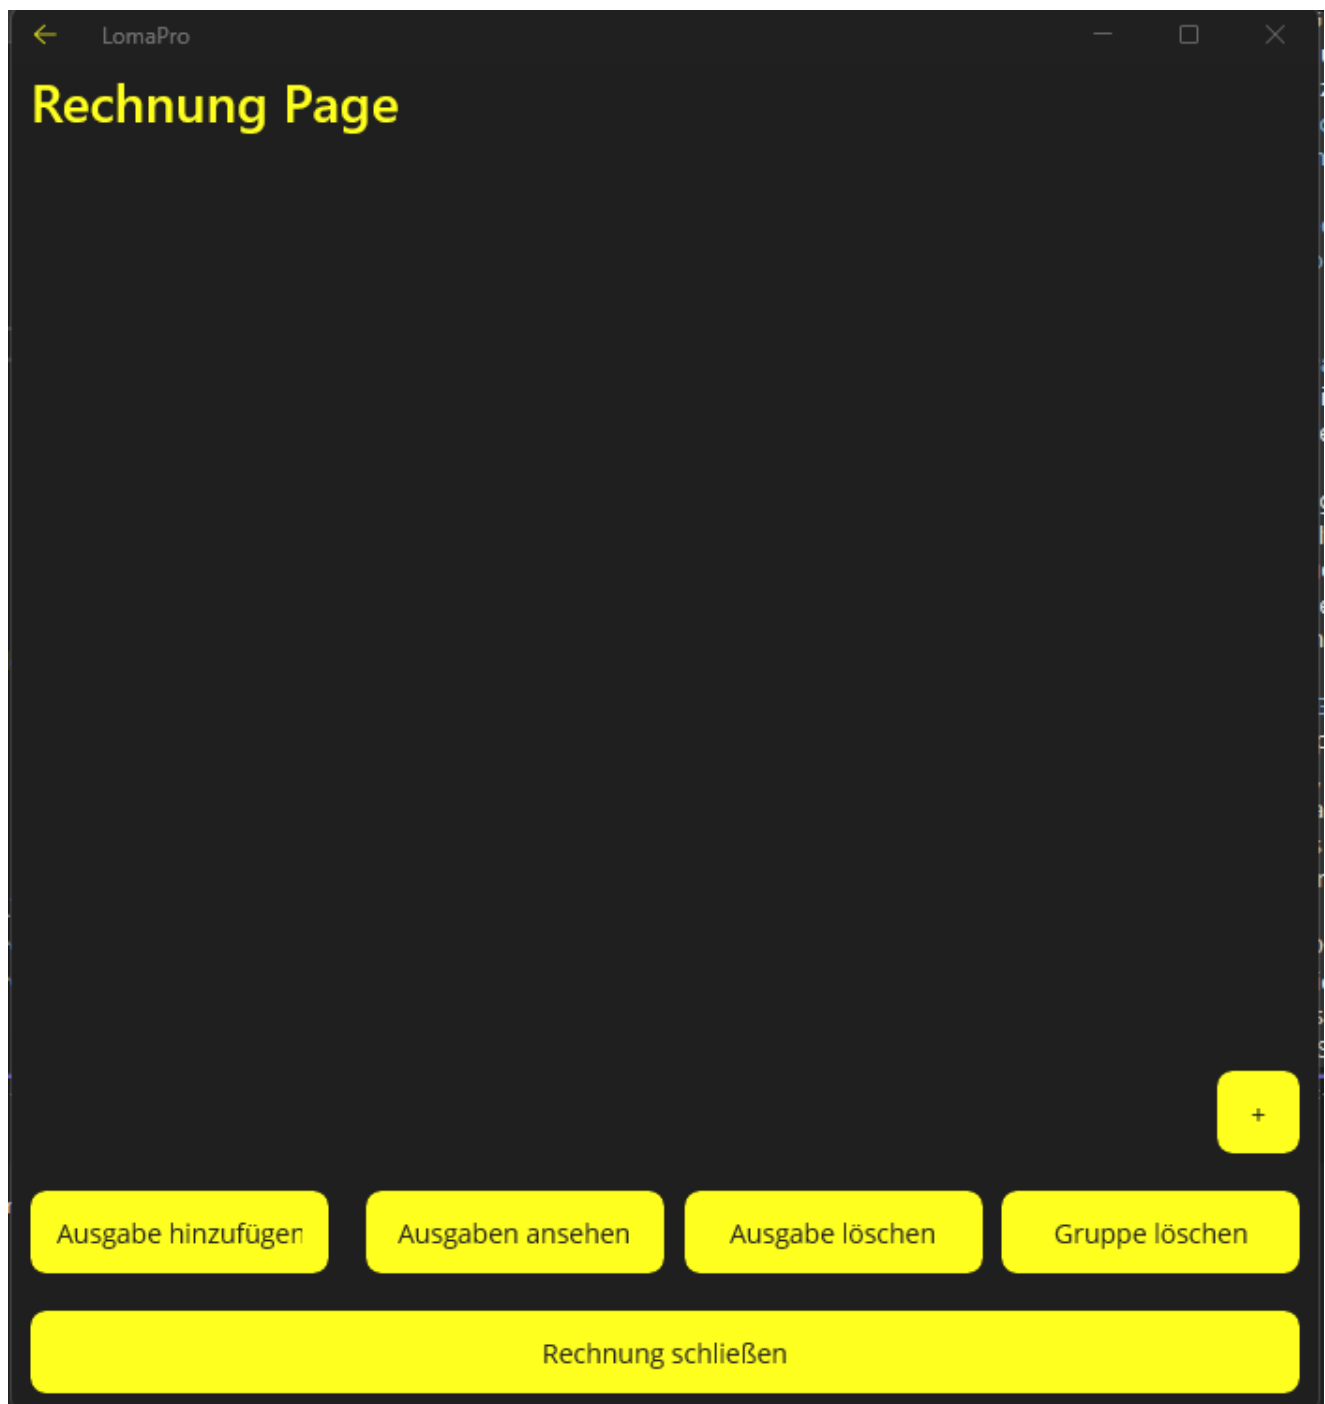 LomaPro
Rechnung Page
+
Ausgabe hinzufügen
Ausgaben ansehen
Ausgabe löschen
Gruppe löschen
Rechnung schließen